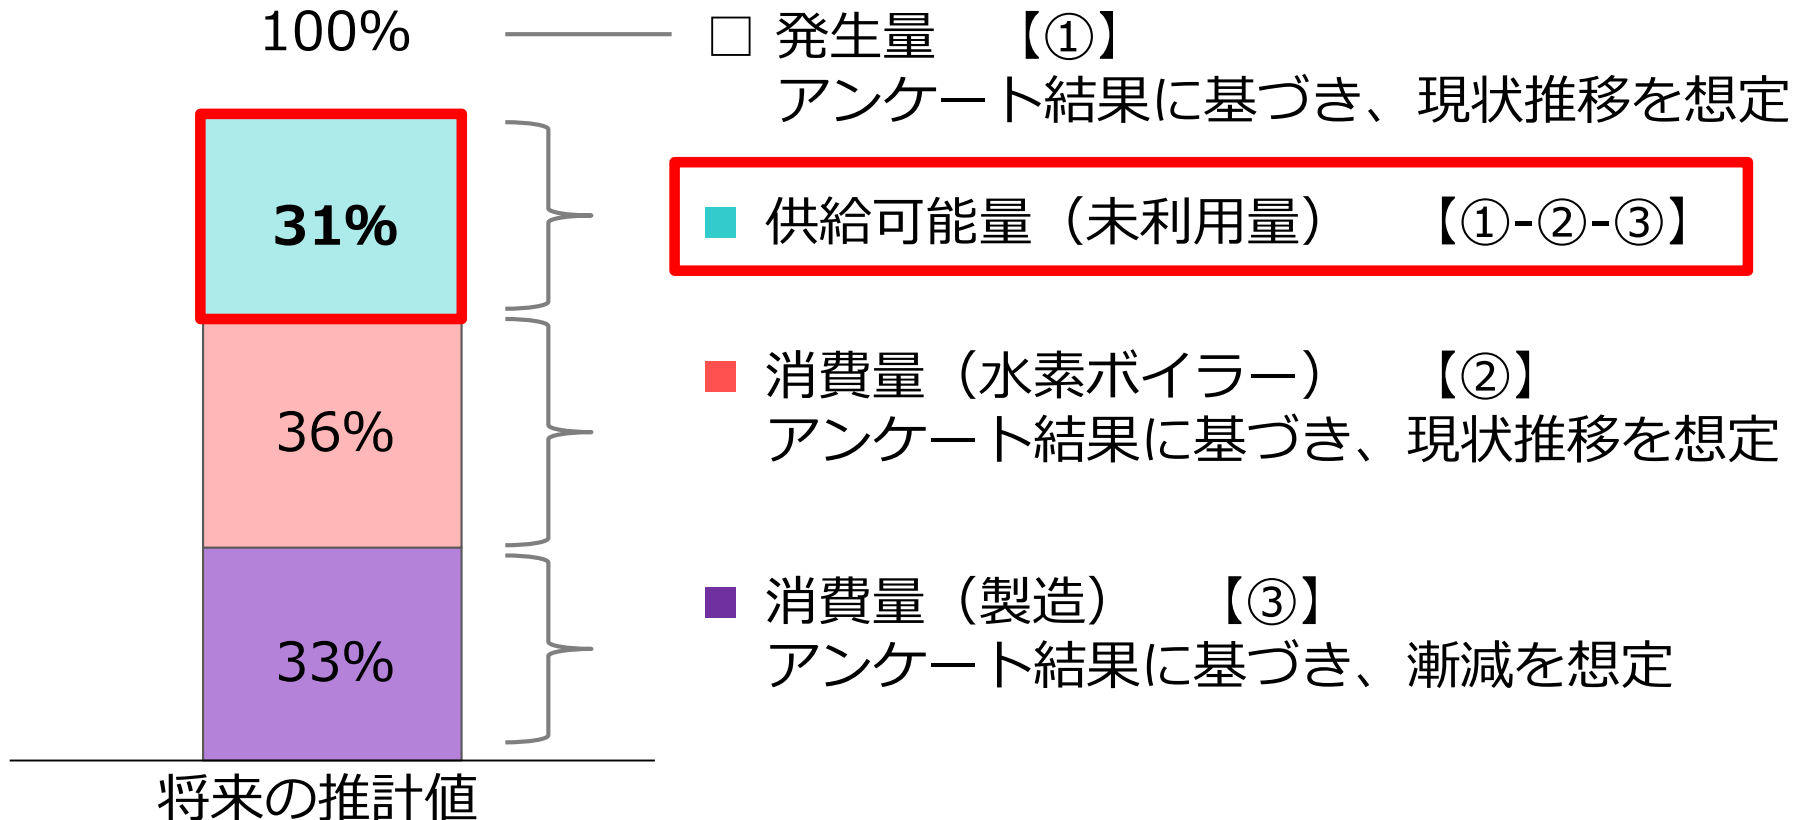 100%
□ 発生量 【①】
アンケート結果に基づき、現状推移を想定
31%
■ 供給可能量（未利用量） 【①-②-③】
36%
■ 消費量（水素ボイラー） 【②】
アンケート結果に基づき、現状推移を想定
33%
■ 消費量（製造） 【③】
アンケート結果に基づき、漸減を想定
将来の推計値